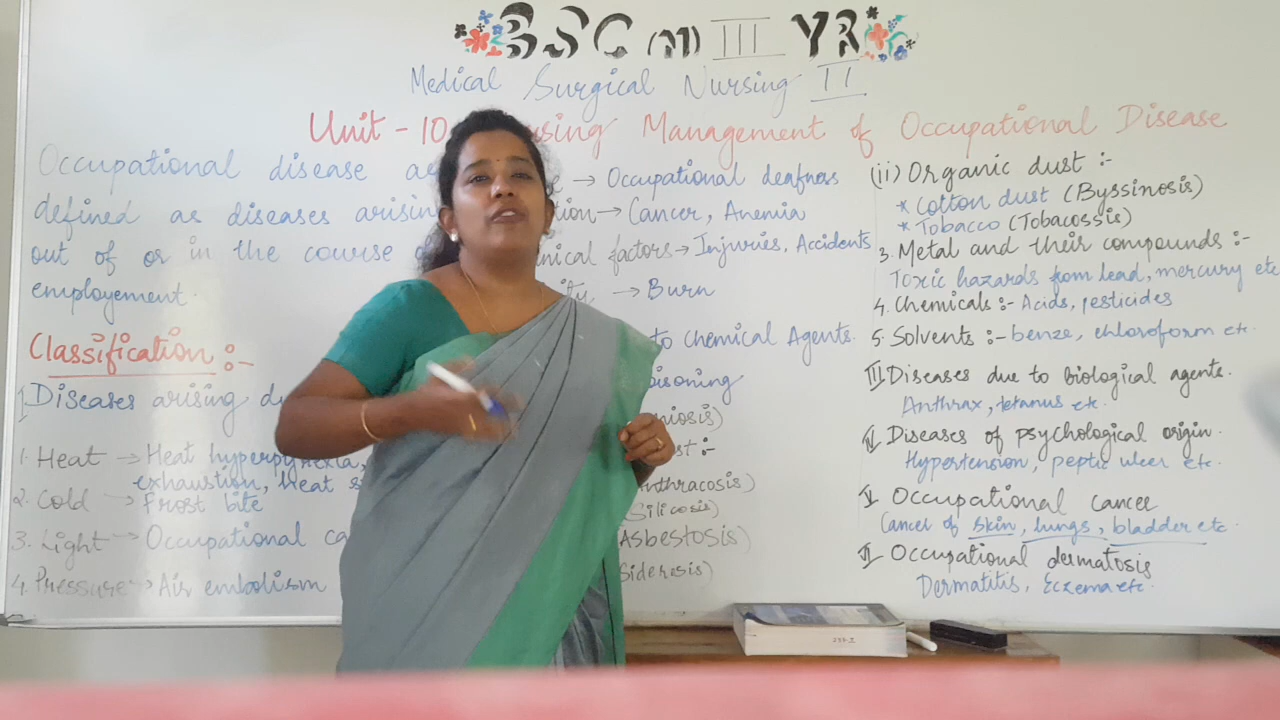 BSC (N) III YR
Medical Surgical Nursing II
Unit - 10 Nursing Management of Occupational Disease
Occupational disease
defined as diseases arising
out of or in the course
employement.
Classification :-
I Diseases arising
1. Heat → Heat hyperpyrexia,
exhaustion, Heat
2. Cold → Frost bite
3. Light → Occupational
4. Pressure → Air embolism
→ Occupational deafness
→ Cancer, Anemia
factors → Injuries, Accidents
→ Burn
to Chemical Agents.
(Anthracosis)
(Silicosis)
(Asbestosis)
(Siderosis)
(ii) Organic dust :-
* Cotton dust (Byssinosis)
* Tobacco (Tobacossis)
3. Metal and their compounds :-
Toxic hazards from lead, mercury etc
4. Chemicals :- Acids, pesticides
5. Solvents :- benze, chloroform etc.
III Diseases due to biological agents.
Anthrax, tetanus etc.
IV Diseases of psychological origin.
Hypertension, peptic ulcer etc.
V Occupational cancer
Cancer of skin, lungs, bladder etc.
VI Occupational dermatosis
Dermatitis, Eczema etc.